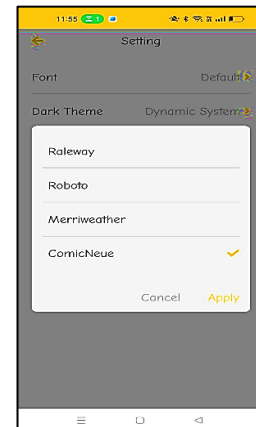 11:55
Setting
Font Default
Dark Theme Dynamic System
Raleway
Roboto
Merriweather
ComicNeue
Cancel Apply